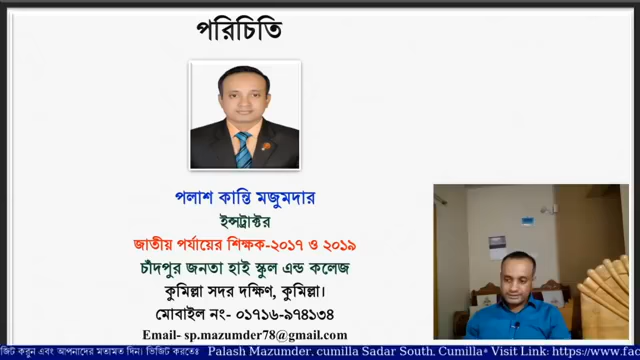 পরিচিতি
পলাশ কান্তি মজুমদার
ইন্সট্রাক্টর
জাতীয় পর্যায়ের শিক্ষক-২০১৭ ও ২০১৯
চাঁদপুর জনতা হাই স্কুল এন্ড কলেজ
কুমিল্লা সদর দক্ষিণ, কুমিল্লা।
মোবাইল নং- ০১৭১৬-৯৭৪১৩৪
Email- sp.mazumder78@gmail.com
করুন এবং আপনাদের মতামত দিন। ভিজিট করতেঃ Palash Mazumder, cumilla Sadar South, Cumilla* Visit Link: https://www.fac